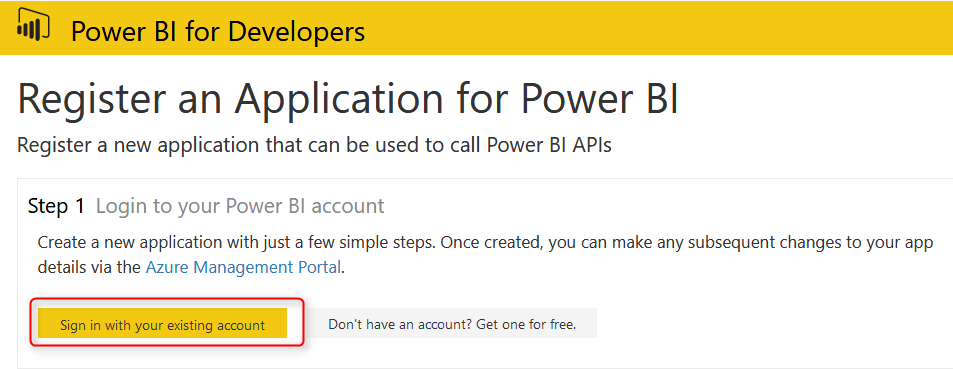 Power BI for Developers
Register an Application for Power BI
Register a new application that can be used to call Power BI APIs
Step 1 Login to your Power BI account
Create a new application with just a few simple steps. Once created, you can make any subsequent changes to your app
details via the Azure Management Portal.
Sign in with your existing account
Don't have an account? Get one for free.